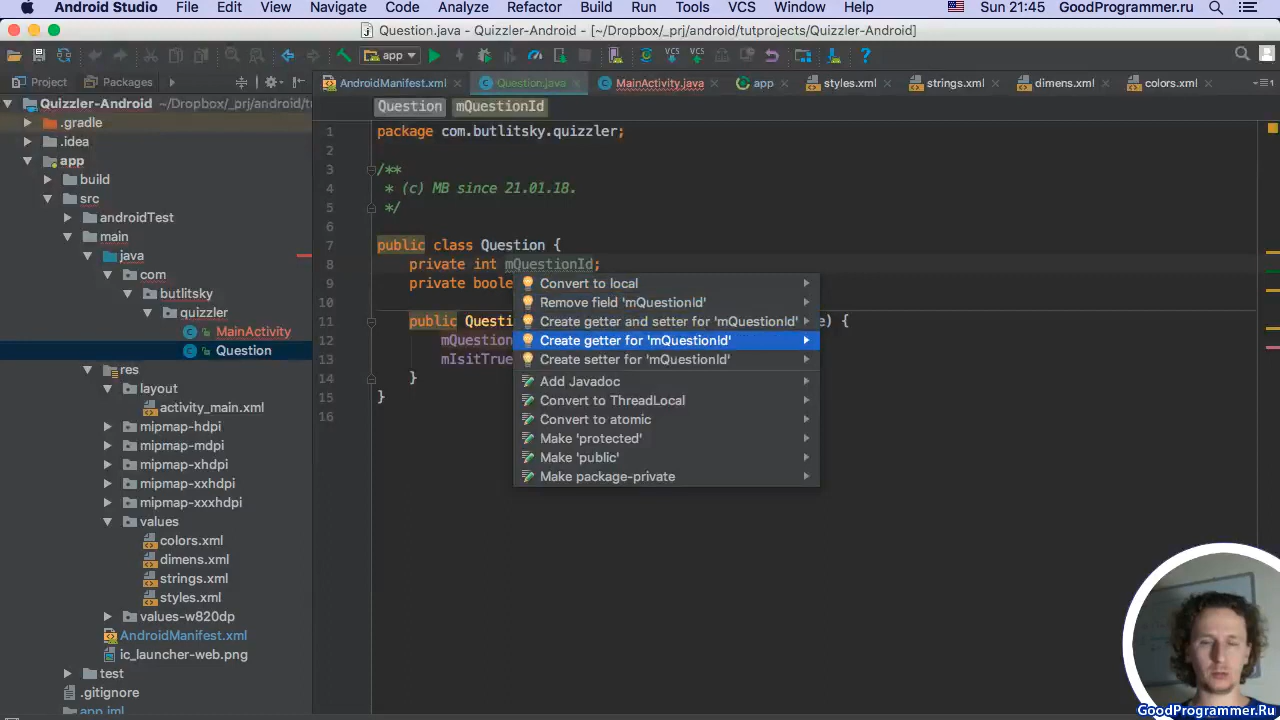 Android Studio File Edit View Navigate Code Analyze Refactor Build Run Tools VCS Window Help Sun 21:45 GoodProgrammer.ru
Question.java - Quizzler-Android - [~/Dropbox/_prj/android/tutprojects/Quizzler-Android]
app VCS VCS
Project Packages AndroidManifest.xml Question.java MainActivity.java app styles.xml strings.xml dimens.xml colors.xml
Quizzler-Android ~/Dropbox/_prj/android/tu
.gradle
.idea
app
build
src
androidTest
main
java
com
butlitsky
quizzler
MainActivity
Question
res
layout
activity_main.xml
mipmap-hdpi
mipmap-mdpi
mipmap-xhdpi
mipmap-xxhdpi
mipmap-xxxhdpi
values
colors.xml
dimens.xml
strings.xml
styles.xml
values-w820dp
AndroidManifest.xml
ic_launcher-web.png
test
.gitignore
app.iml
Question mQuestionId
1 package com.butlitsky.quizzler;
2
3 /**
4 * (c) MB since 21.01.18.
5 */
6
7 public class Question {
8 private int mQuestionId;
9 private boole
10
11 public Questi e) {
12 mQuestion
13 mIsitTrue
14 }
15 }
16
Convert to local
Remove field 'mQuestionId'
Create getter and setter for 'mQuestionId'
Create getter for 'mQuestionId'
Create setter for 'mQuestionId'
Add Javadoc
Convert to ThreadLocal
Convert to atomic
Make 'protected'
Make 'public'
Make package-private
GoodProgrammer.Ru